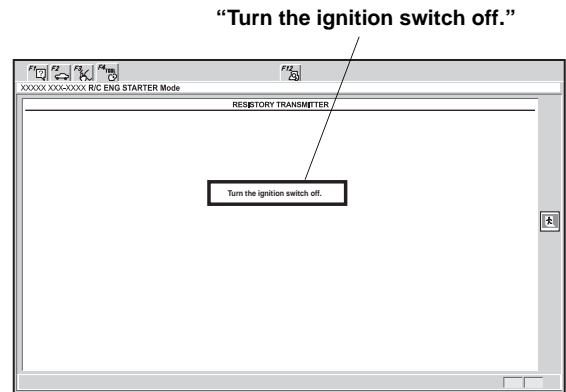 “Turn the ignition switch off.”
F1 F2 F3 F4 TOOL F12
XXXXX XXX-XXXX R/C ENG STARTER Mode
RESISTORY TRANSMITTER
Turn the ignition switch off.